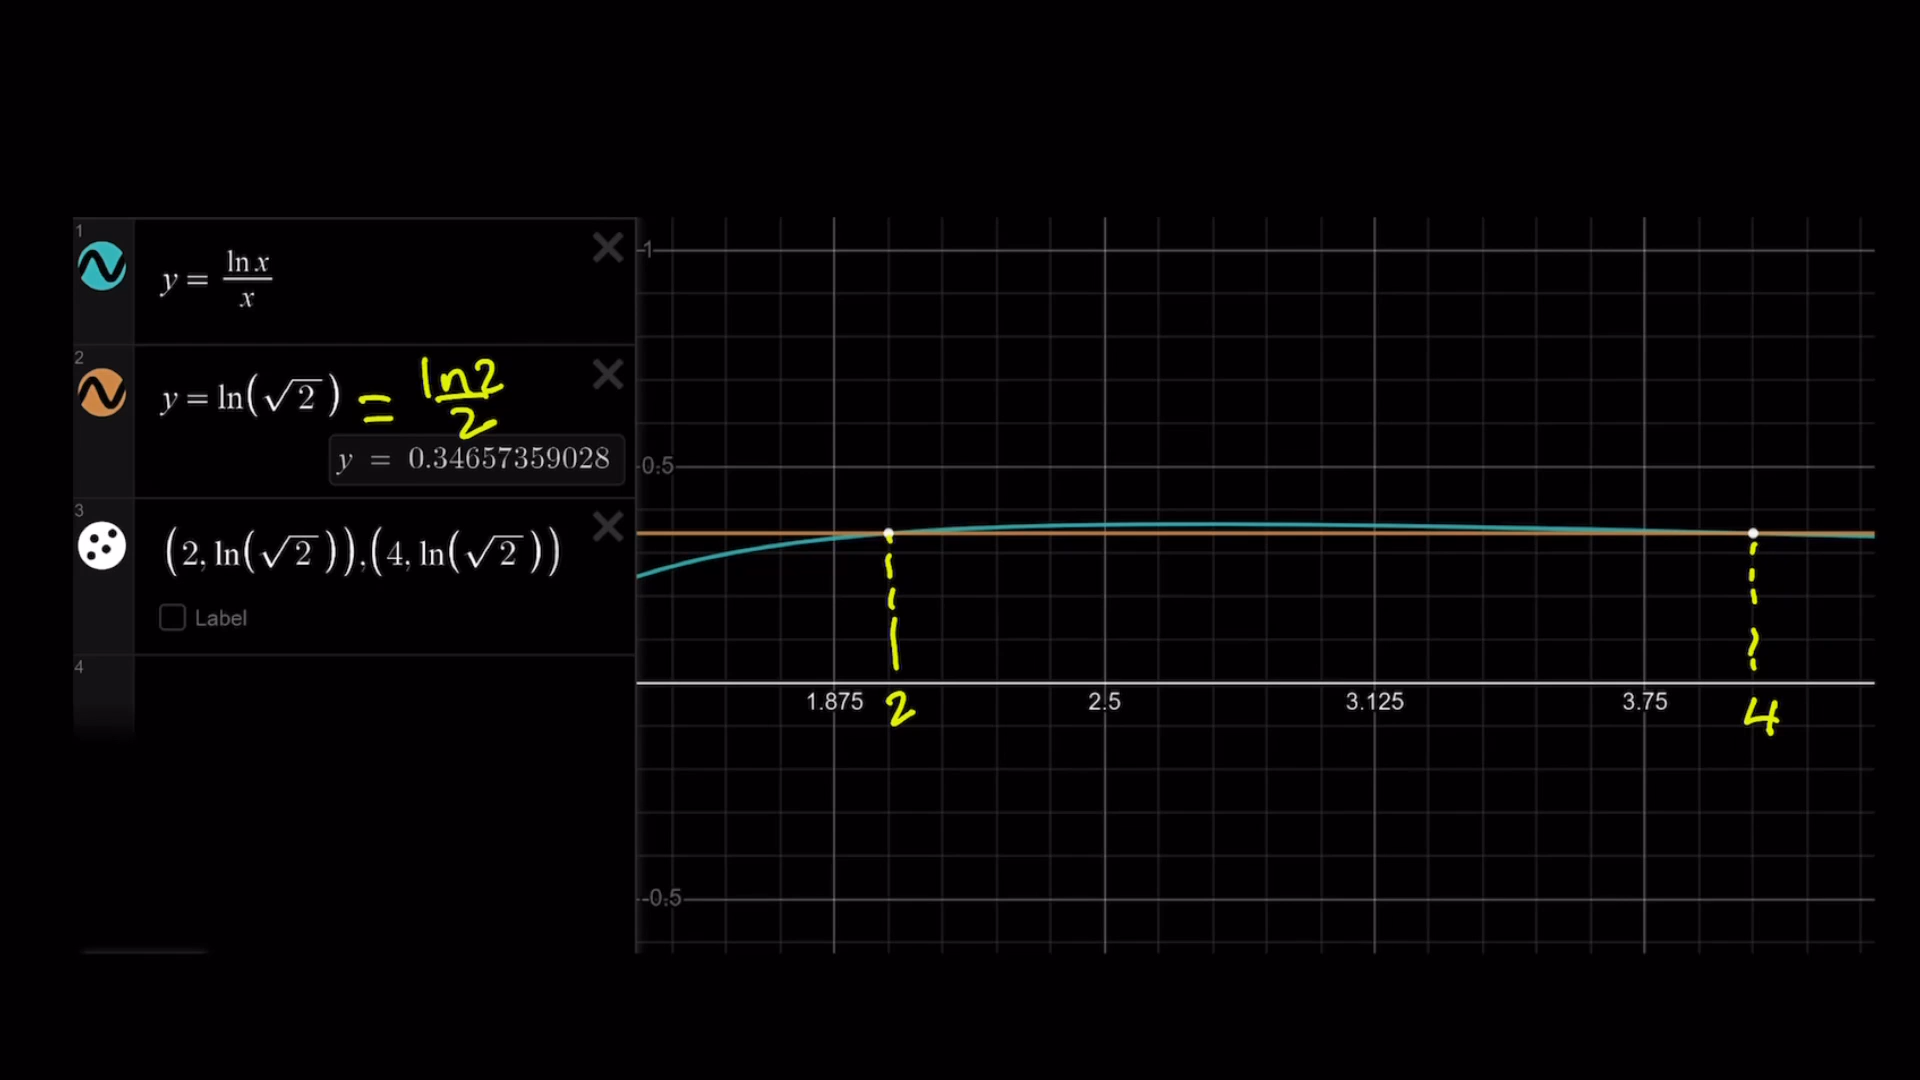 1
y = ln x / x
2
y = ln(√2) = ln2 / 2
y = 0.34657359028
3
(2, ln(√2)),(4, ln(√2))
Label
4
1
0.5
1.875 2 2.5 3.125 3.75 4
-0.5